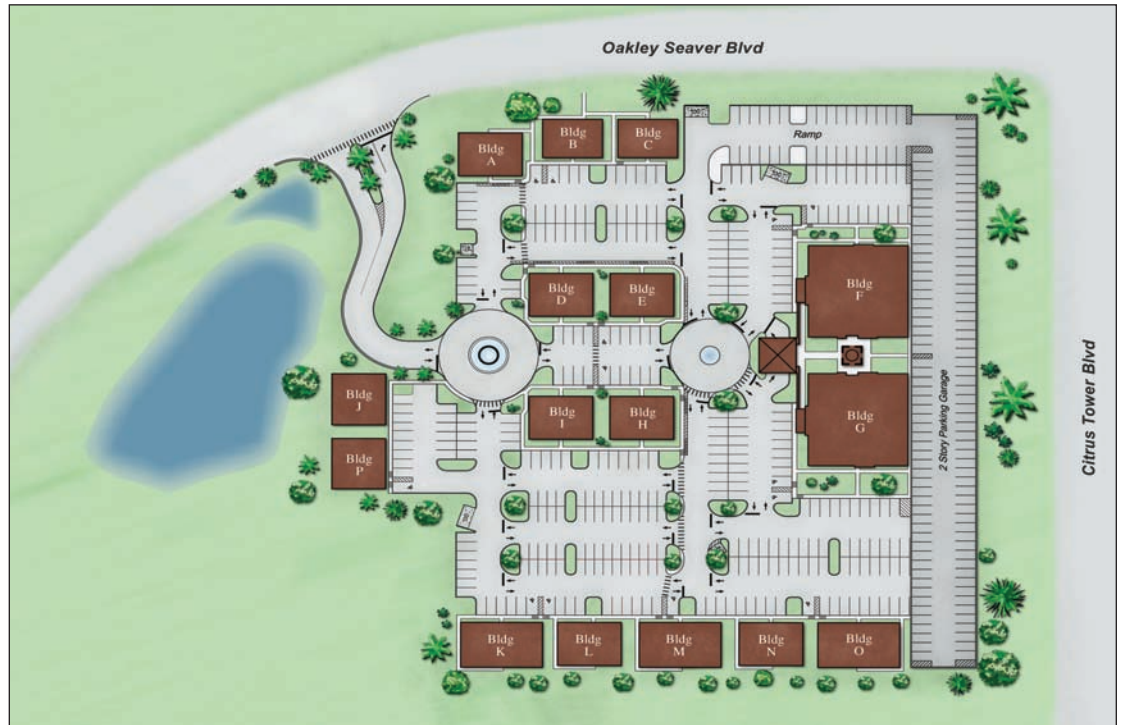 Oakley Seaver Blvd
Ramp
Bldg
A
Bldg
B
Bldg
C
Bldg
D
Bldg
E
Bldg
F
Bldg
J
Bldg
I
Bldg
H
Bldg
G
Bldg
P
2 Story Parking Garage
Citrus Tower Blvd
Bldg
K
Bldg
L
Bldg
M
Bldg
N
Bldg
O